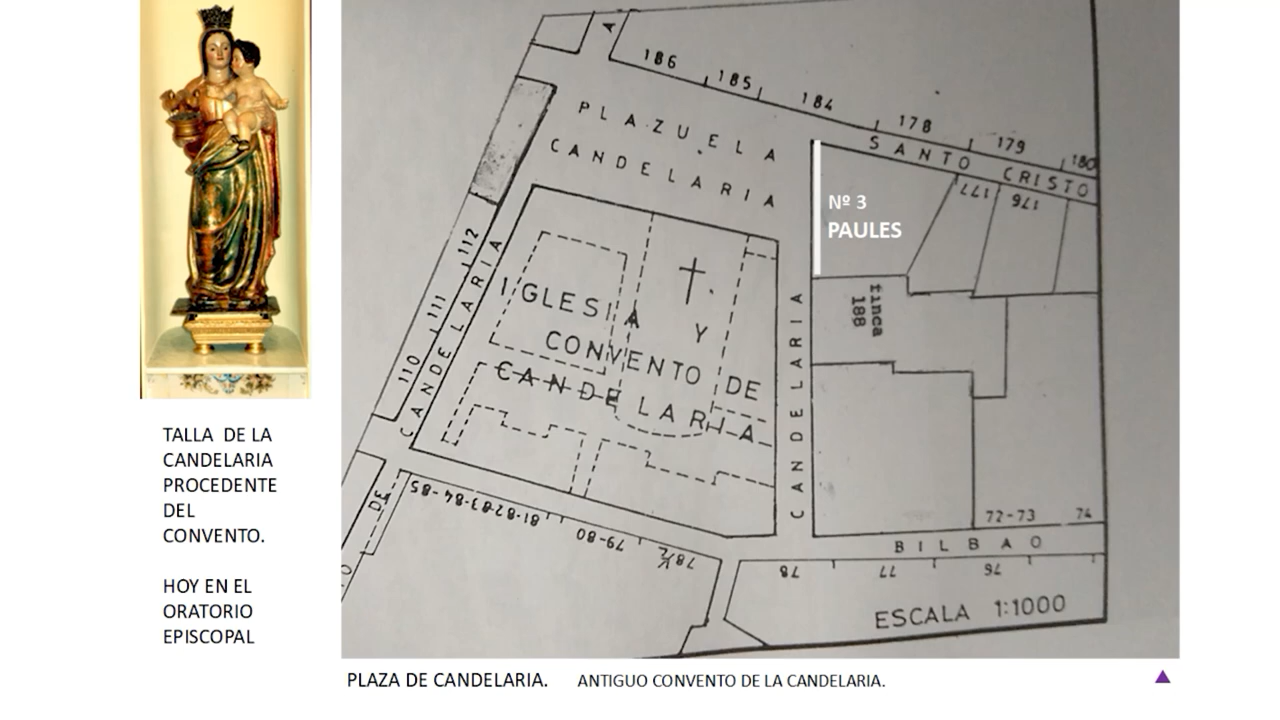 A
186
185
184
178
179
180
PLAZUELA
CANDELARIA
SANTO CRISTO
177
176
Nº 3
PAULES
112
111
110
CANDELARIA
IGLESIA Y
CONVENTO DE
CANDELARIA
CANDELARIA
finca
188
DE
81-82-83-84-85
79-80
78½
72-73
74
BILBAO
78
77
76
ESCALA 1:1000
TALLA DE LA
CANDELARIA
PROCEDENTE
DEL
CONVENTO.
HOY EN EL
ORATORIO
EPISCOPAL
PLAZA DE CANDELARIA. ANTIGUO CONVENTO DE LA CANDELARIA.